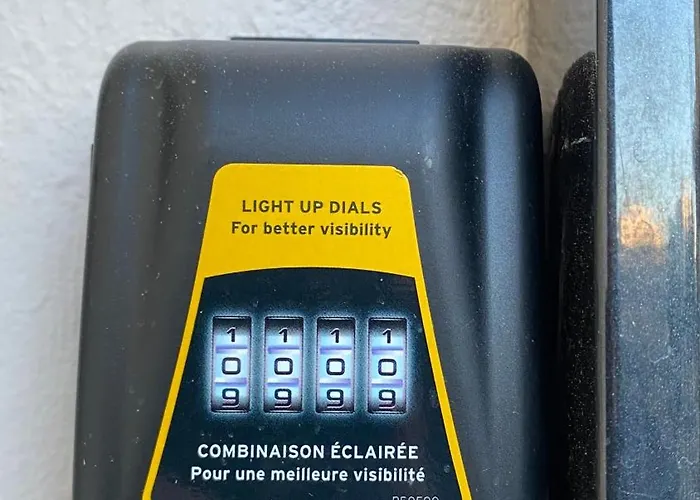 LIGHT UP DIALS
For better visibility
1 1 1 1
0 0 0 0
9 9 9 9
COMBINAISON ÉCLAIRÉE
Pour une meilleure visibilité